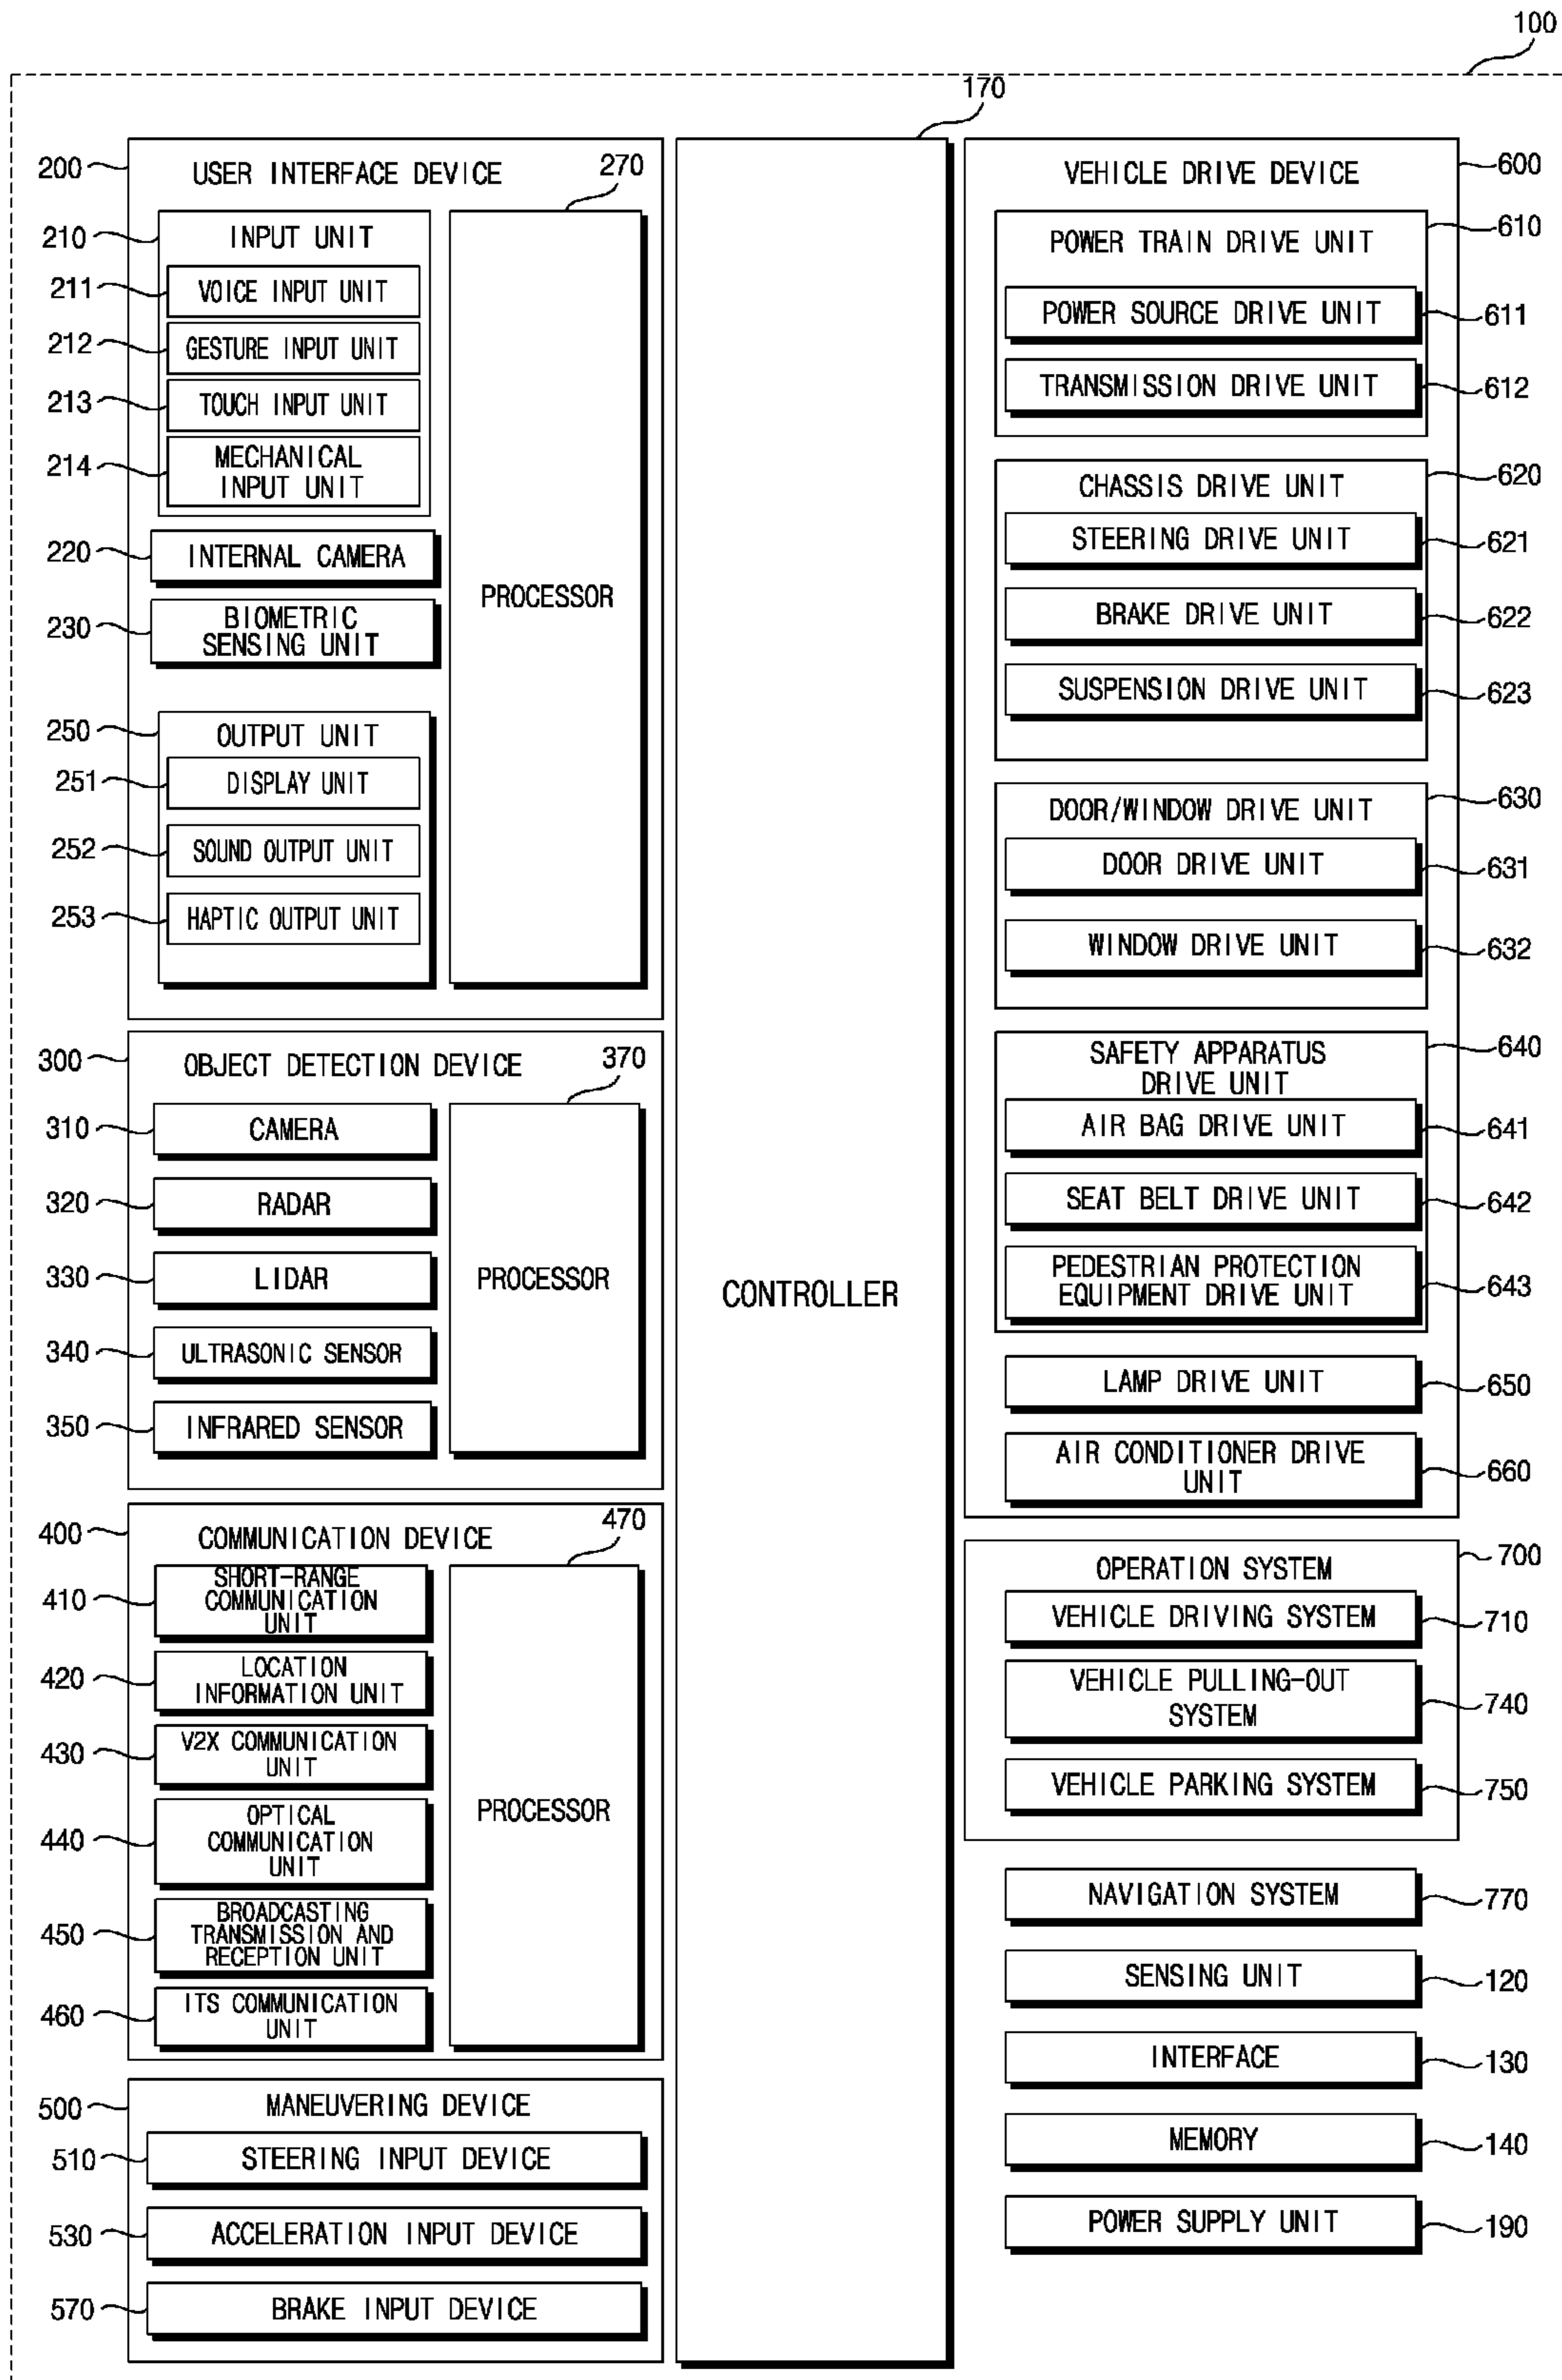 100
170
200
USER INTERFACE DEVICE
270
210
INPUT UNIT
211
VOICE INPUT UNIT
212
GESTURE INPUT UNIT
213
TOUCH INPUT UNIT
214
MECHANICAL
INPUT UNIT
220
INTERNAL CAMERA
230
BIOMETRIC
SENSING UNIT
PROCESSOR
250
OUTPUT UNIT
251
DISPLAY UNIT
252
SOUND OUTPUT UNIT
253
HAPTIC OUTPUT UNIT
300
OBJECT DETECTION DEVICE
370
310
CAMERA
320
RADAR
330
LIDAR
PROCESSOR
340
ULTRASONIC SENSOR
350
INFRARED SENSOR
400
COMMUNICATION DEVICE
470
410
SHORT-RANGE
COMMUNICATION
UNIT
420
LOCATION
INFORMATION UNIT
430
V2X COMMUNICATION
UNIT
440
OPTICAL
COMMUNICATION
UNIT
PROCESSOR
450
BROADCASTING
TRANSMISSION AND
RECEPTION UNIT
460
ITS COMMUNICATION
UNIT
500
MANEUVERING DEVICE
510
STEERING INPUT DEVICE
530
ACCELERATION INPUT DEVICE
570
BRAKE INPUT DEVICE
CONTROLLER
VEHICLE DRIVE DEVICE
600
POWER TRAIN DRIVE UNIT
610
POWER SOURCE DRIVE UNIT
611
TRANSMISSION DRIVE UNIT
612
CHASSIS DRIVE UNIT
620
STEERING DRIVE UNIT
621
BRAKE DRIVE UNIT
622
SUSPENSION DRIVE UNIT
623
DOOR/WINDOW DRIVE UNIT
630
DOOR DRIVE UNIT
631
WINDOW DRIVE UNIT
632
SAFETY APPARATUS
DRIVE UNIT
640
AIR BAG DRIVE UNIT
641
SEAT BELT DRIVE UNIT
642
PEDESTRIAN PROTECTION
EQUIPMENT DRIVE UNIT
643
LAMP DRIVE UNIT
650
AIR CONDITIONER DRIVE
UNIT
660
OPERATION SYSTEM
700
VEHICLE DRIVING SYSTEM
710
VEHICLE PULLING-OUT
SYSTEM
740
VEHICLE PARKING SYSTEM
750
NAVIGATION SYSTEM
770
SENSING UNIT
120
INTERFACE
130
MEMORY
140
POWER SUPPLY UNIT
190